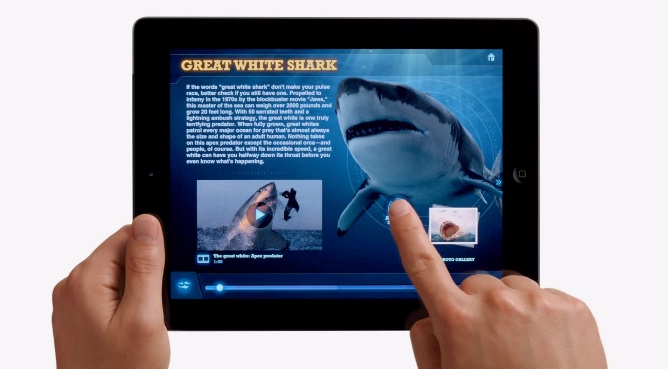 GREAT WHITE SHARK
If the words "great white shark" don't make your pulse
race, better check if you still have one. Propelled to
infamy in the 1970s by the blockbuster movie "Jaws,"
this master of the sea can weigh over 2000 pounds and
grow 20 feet long. With 50 serrated teeth and a
lightning ambush strategy, the great white is one truly
terrifying predator. When fully grown, great whites
patrol every major ocean for prey that's almost always
the size and shape of an adult human. Nothing takes
on this apex predator except the occasional orca—and
people, of course. But with its incredible speed, a great
white can have you halfway down its throat before you
even know what's happening.
The great white: Apex predator
PHOTO GALLERY